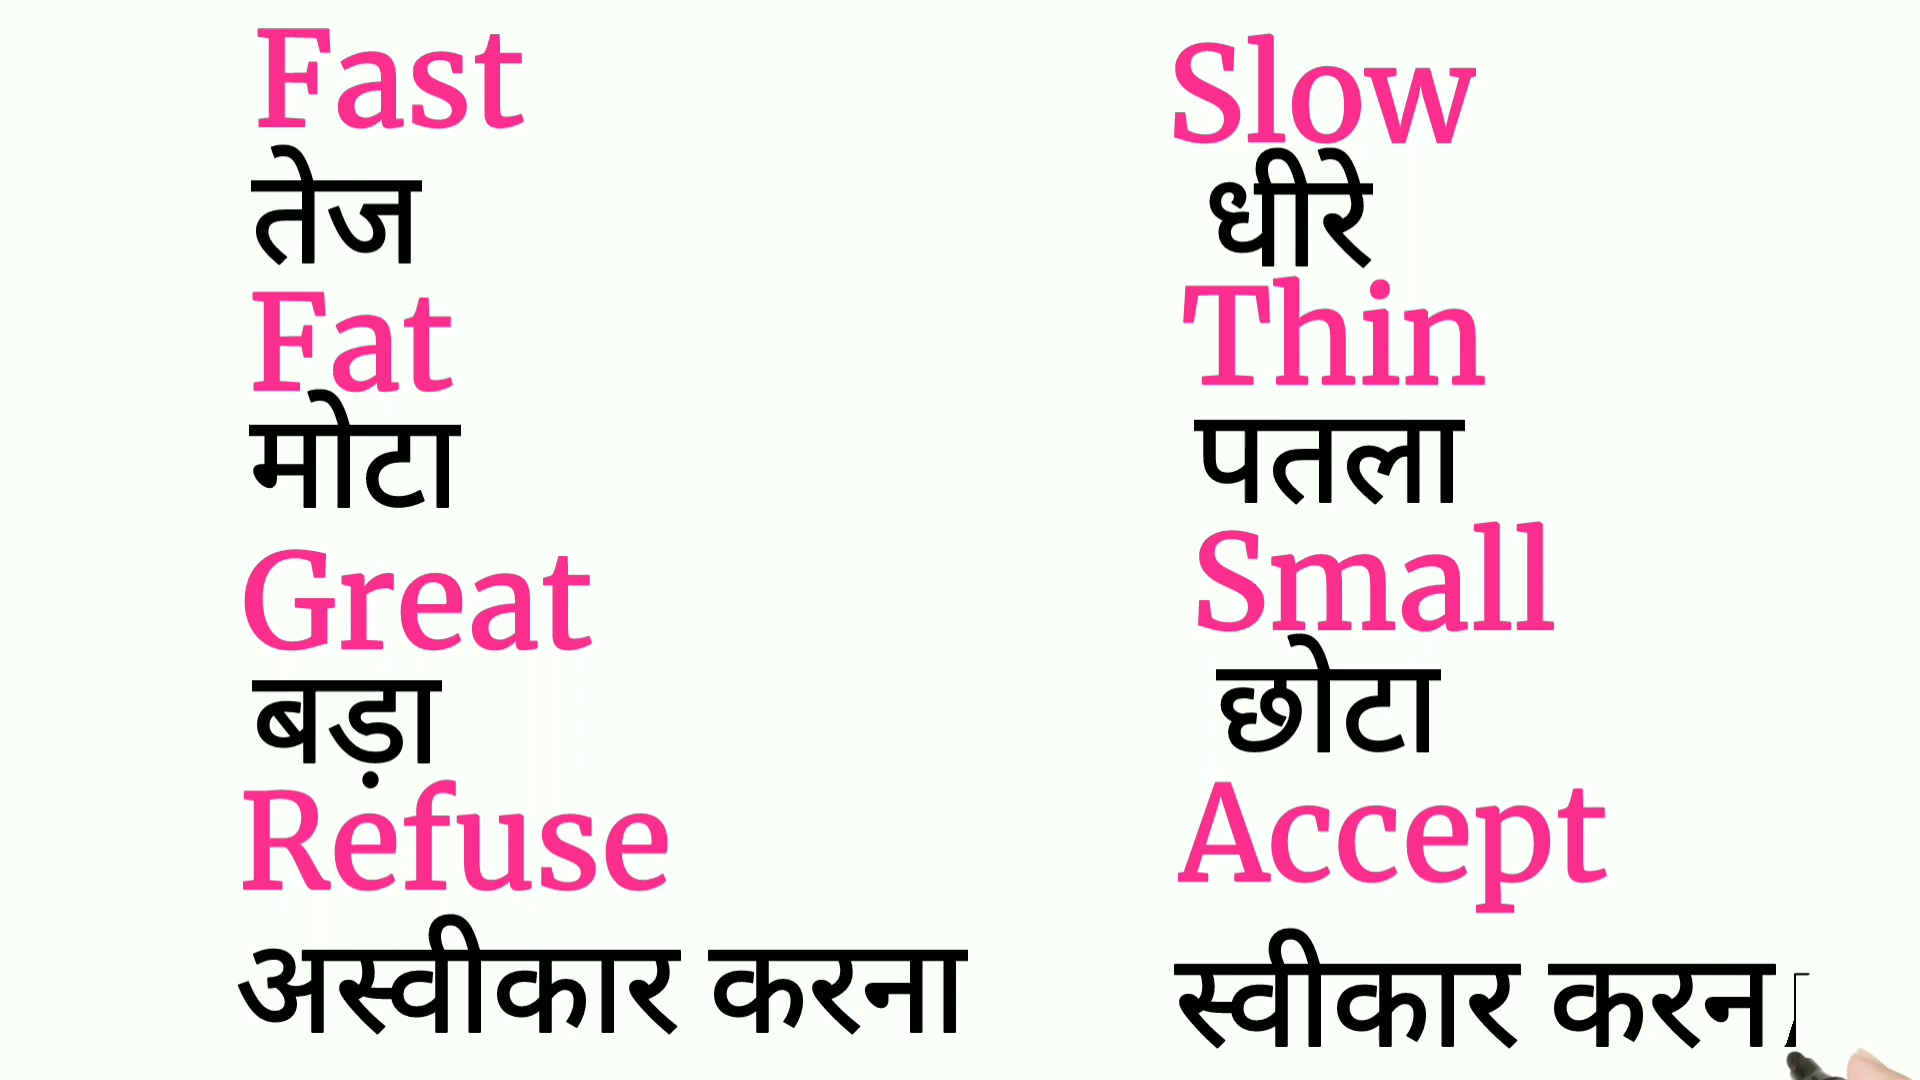 Fast
Slow
तेज
धीरे
Fat
Thin
मोटा
पतला
Great
Small
बड़ा
छोटा
Refuse
Accept
अस्वीकार करना
स्वीकार करन